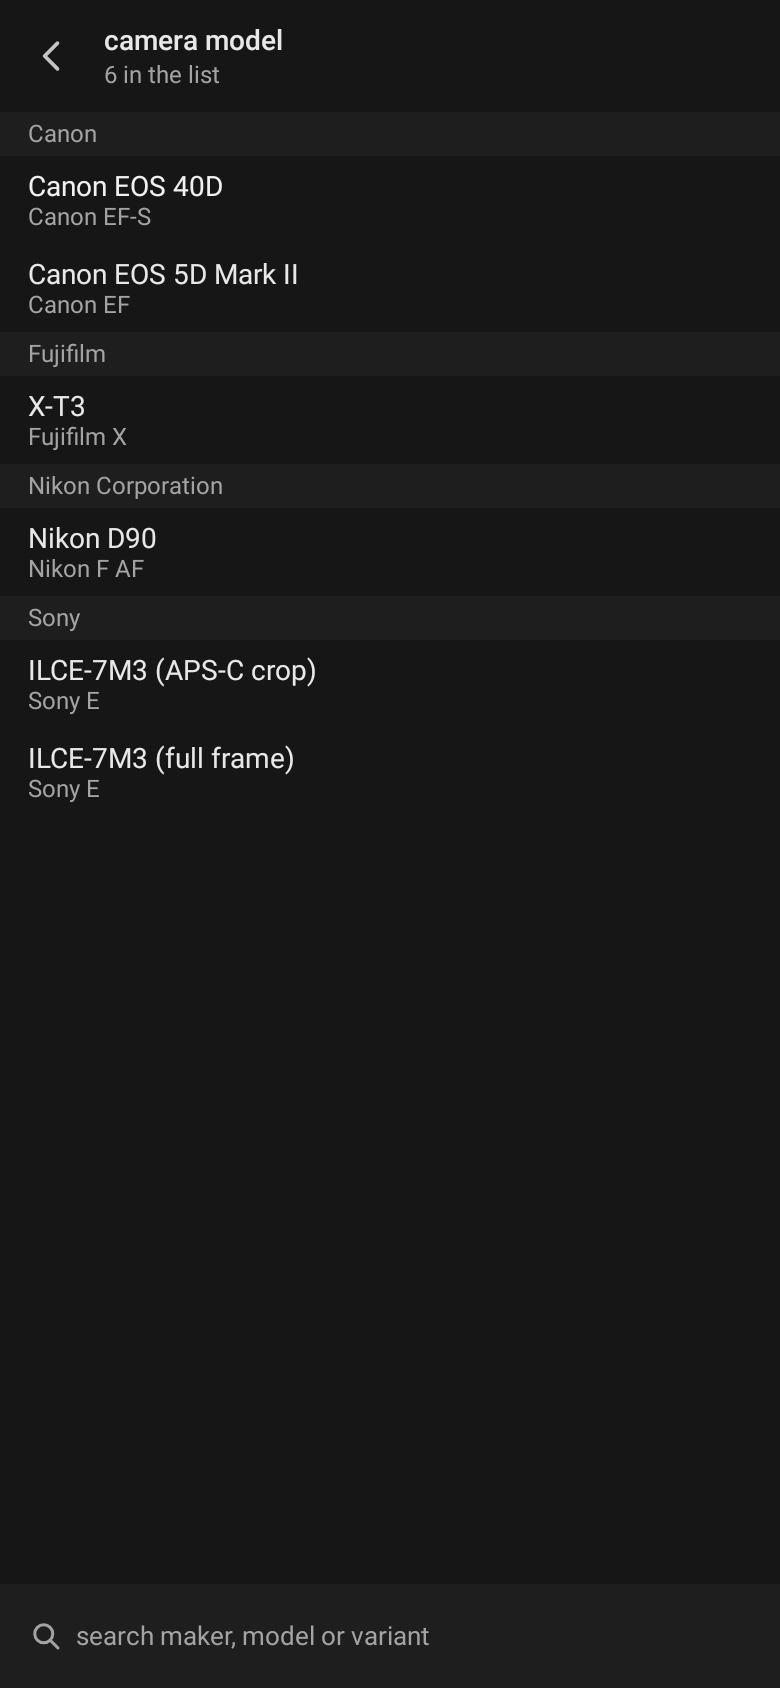 camera model
6 in the list
Canon
Canon EOS 40D
Canon EF-S
Canon EOS 5D Mark II
Canon EF
Fujifilm
X-T3
Fujifilm X
Nikon Corporation
Nikon D90
Nikon F AF
Sony
ILCE-7M3 (APS-C crop)
Sony E
ILCE-7M3 (full frame)
Sony E
search maker, model or variant